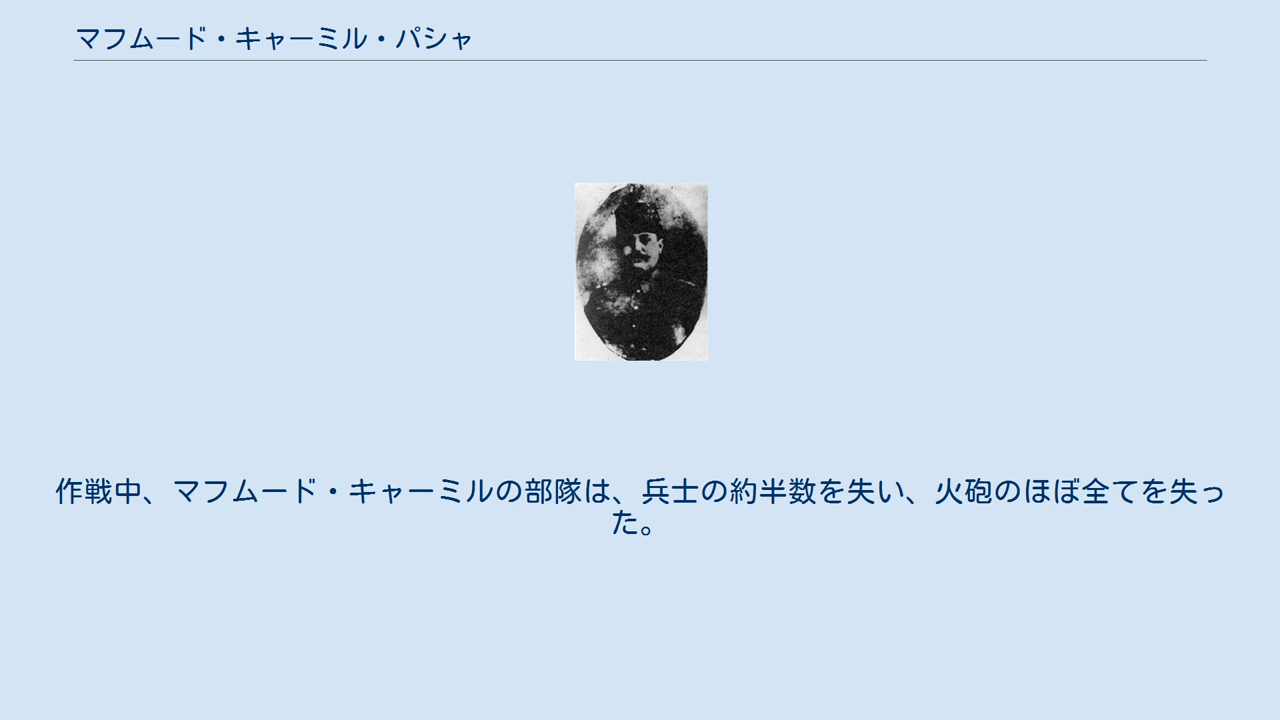 マフムード・キャーミル・パシャ
作戦中、マフムード・キャーミルの部隊は、兵士の約半数を失い、火砲のほぼ全てを失っ
た。